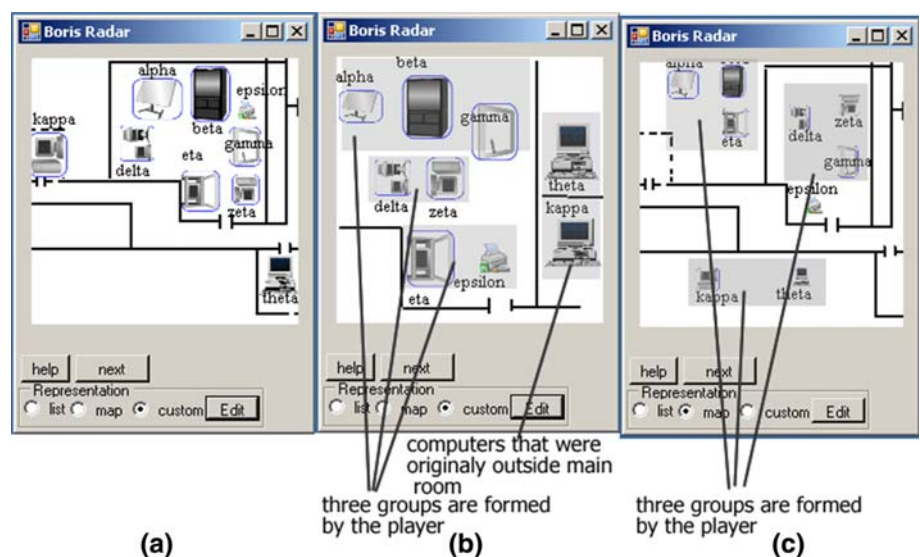 Boris Radar
alpha
epsilon
kappa
beta
gamma
delta
eta
zeta
theta
help
next
Representation
list
map
custom
Edit
(a)
Boris Radar
beta
alpha
gamma
theta
delta
zeta
kappa
epsilon
eta
help
next
Representation
list
map
custom
Edit
computers that were
originaly outside main
room
three groups are formed
by the player
(b)
Boris Radar
alpha
zeta
eta
delta
gamma
epsilon
kappa
theta
help
next
Representation
list
map
custom
Edit
three groups are formed
by the player
(c)